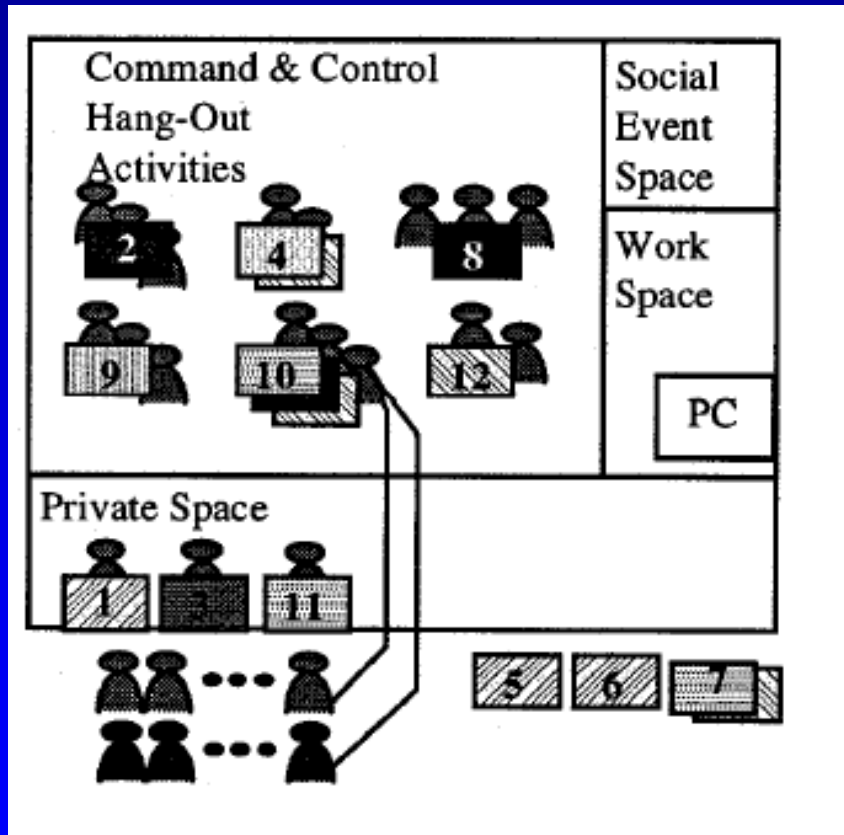 Command & Control
Hang-Out
Activities
Social
Event
Space
2
4
8
Work
Space
9
10
12
PC
Private Space
1
3
11
5
6
7